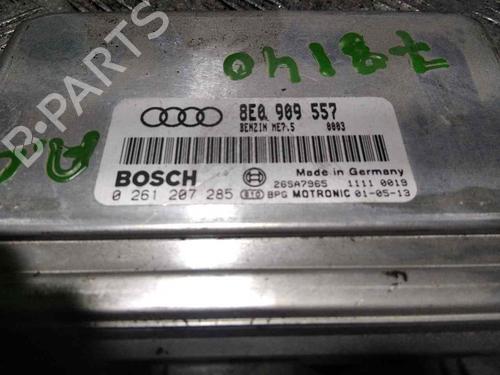 8E0 909 557
BENZIN ME7.5 0003
BOSCH
Made in Germany
0 261 207 285 26SA7965 1111 0019
BPG MOTRONIC 01-05-13
B-PARTS